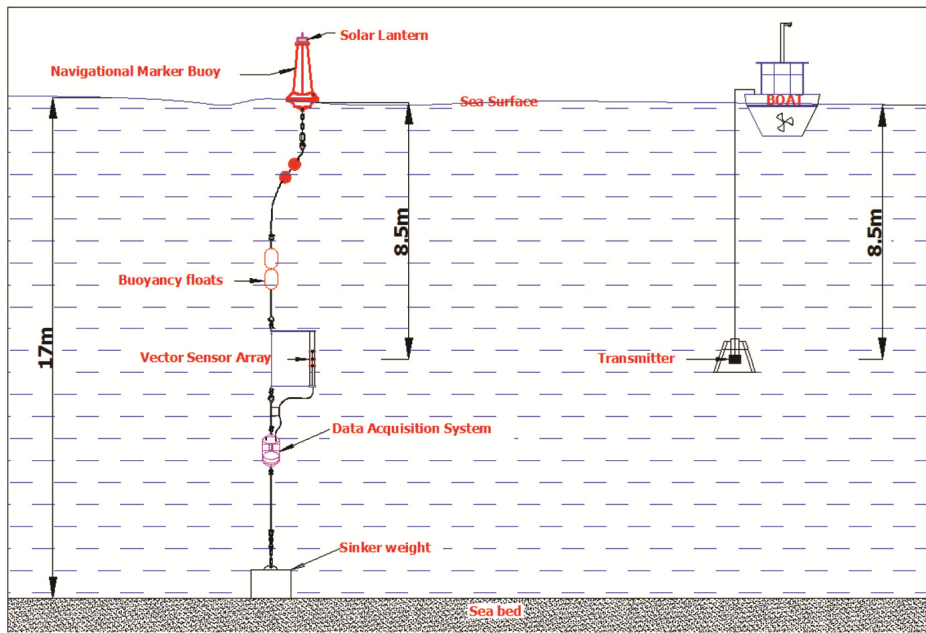 Solar Lantern
Navigational Marker Buoy
Sea Surface
BOAT
8.5m
8.5m
Buoyancy floats
17m
Vector Sensor Array
Transmitter
Data Acquisition System
Sinker weight
Sea bed